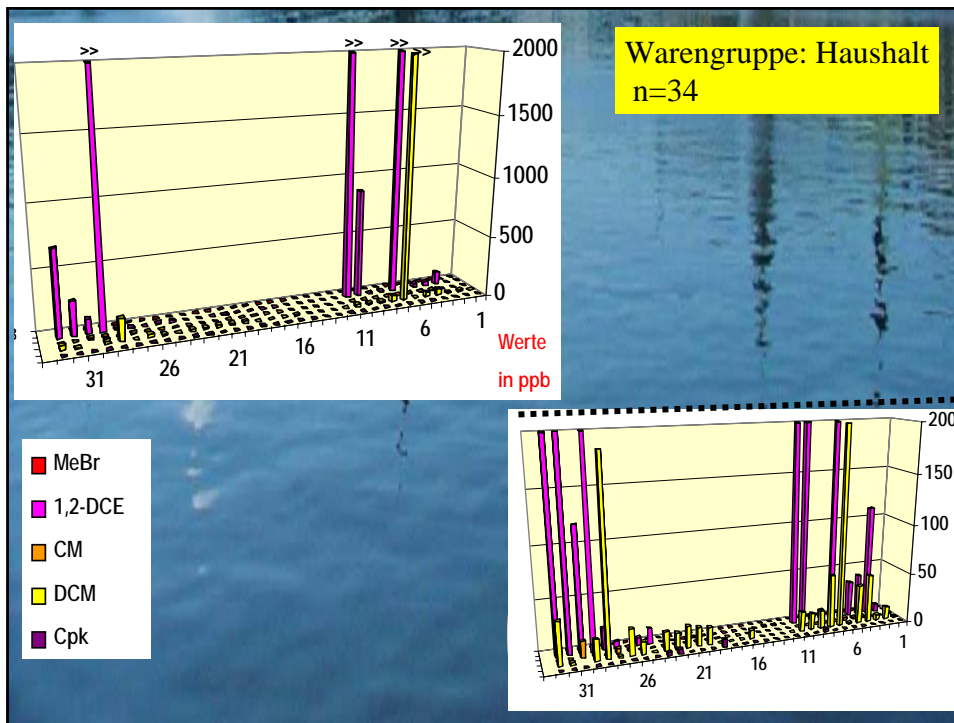 >> >> >> >>
2000
1500
1000
500
0
31 26 21 16 11 6 1
Werte
in ppb
Warengruppe: Haushalt
n=34
MeBr
1,2-DCE
CM
DCM
Cpk
200
150
100
50
0
31 26 21 16 11 6 1